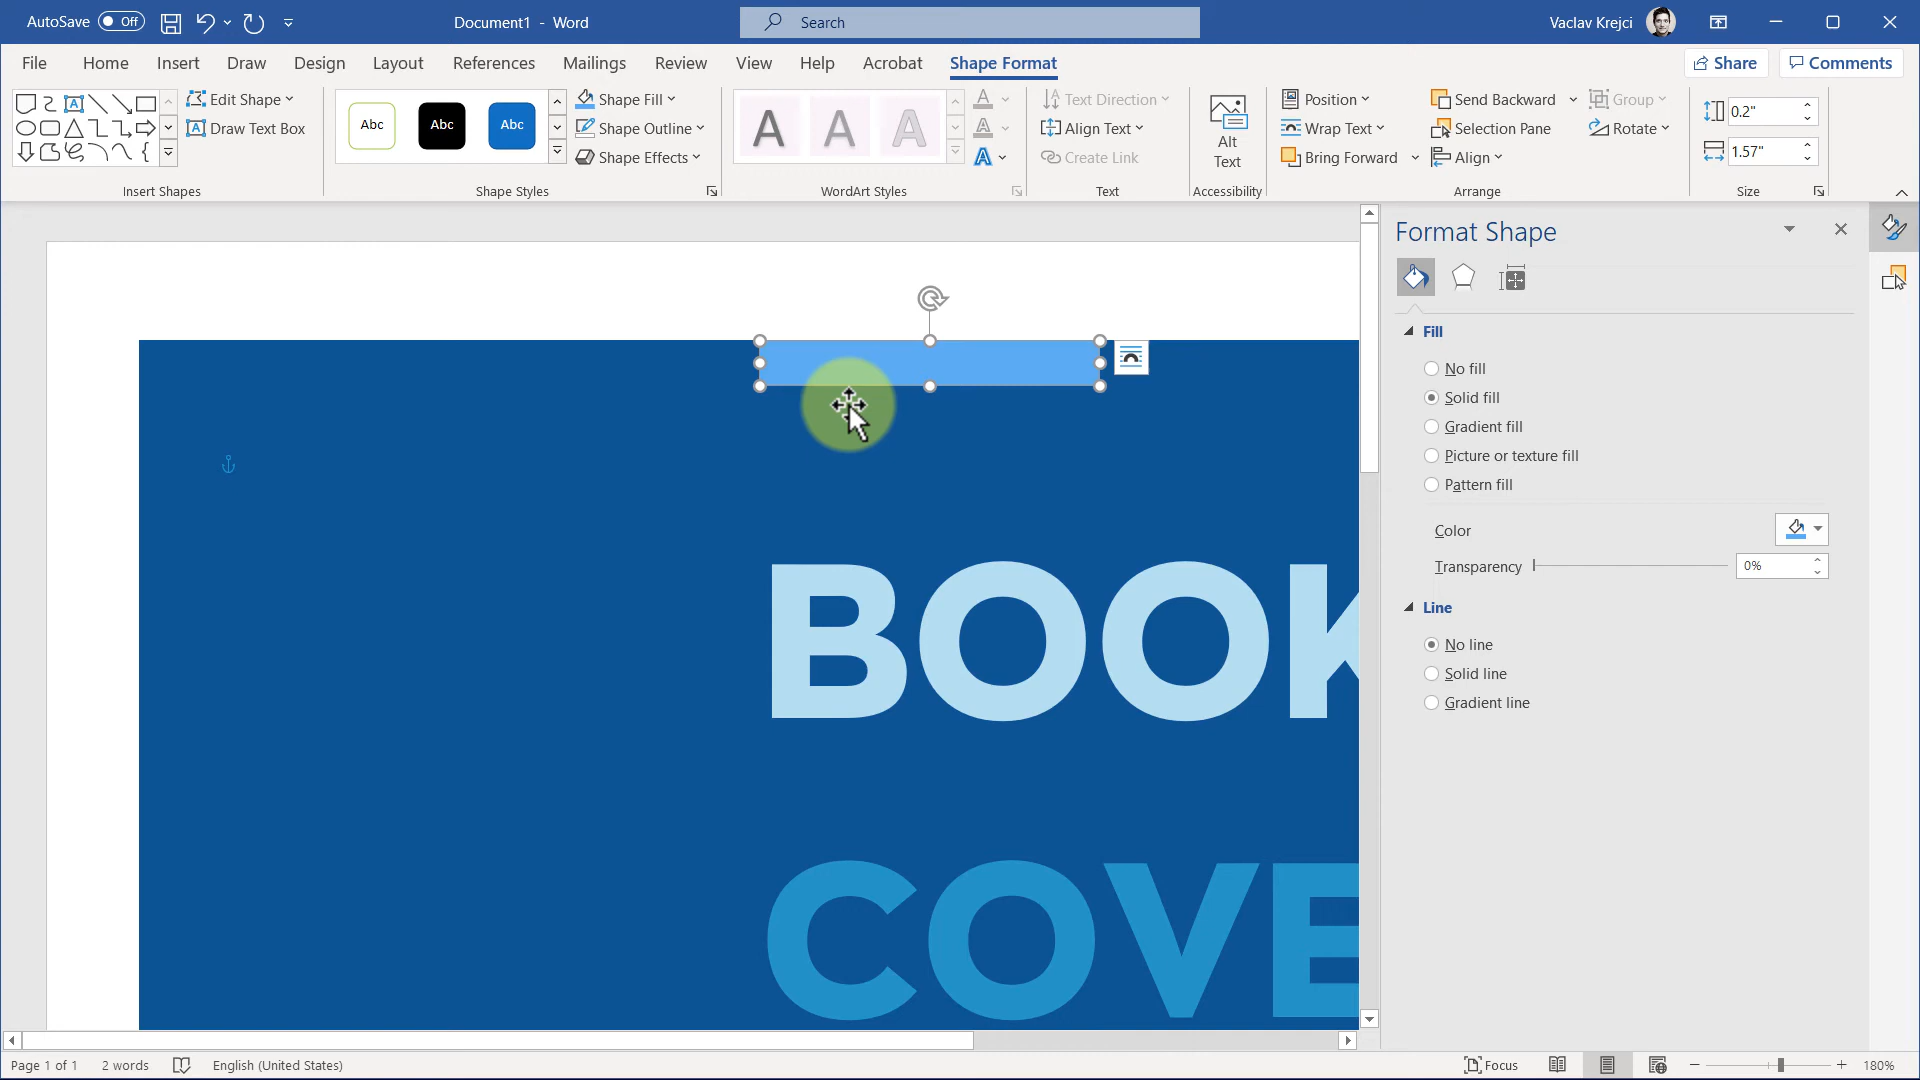 AutoSave Off Document1 - Word Search Vaclav Krejci
File Home Insert Draw Design Layout References Mailings Review View Help Acrobat Shape Format Share Comments
Edit Shape
Draw Text Box
Insert Shapes
Abc Abc Abc
Shape Fill
Shape Outline
Shape Effects
Shape Styles
A A A
A
A
A
WordArt Styles
Text Direction
Align Text
Create Link
Text
Alt
Text
Accessibility
Position
Wrap Text
Bring Forward
Send Backward
Selection Pane
Align
Group
Rotate
Arrange
0.2"
1.57"
Size
Format Shape
Fill
No fill
Solid fill
Gradient fill
Picture or texture fill
Pattern fill
Color
Transparency 0%
Line
No line
Solid line
Gradient line
BOOK
COVE
Page 1 of 1 2 words English (United States) Focus 180%